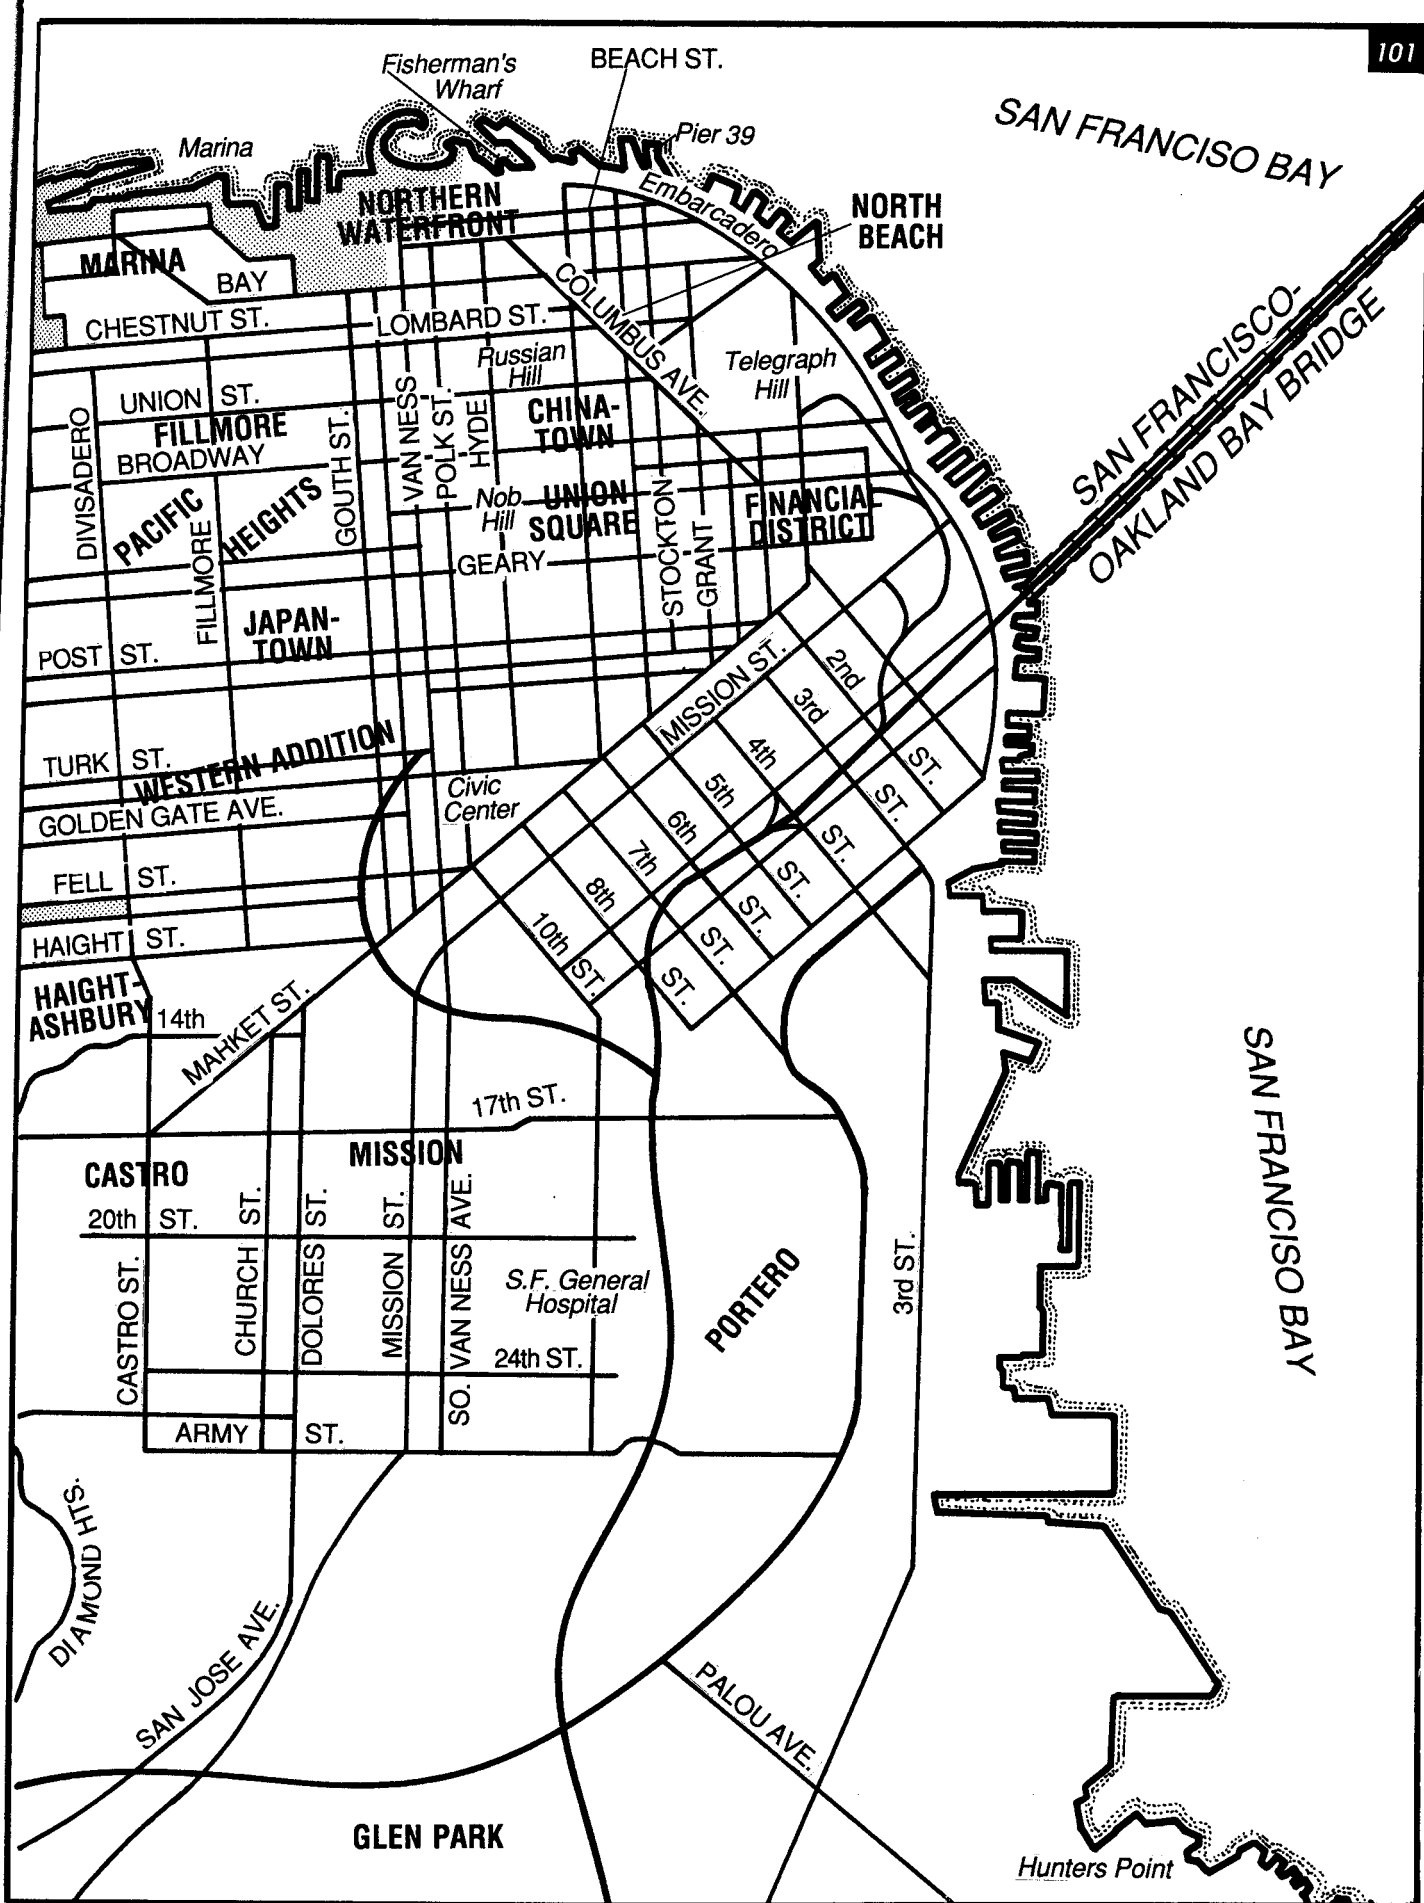 101
Fisherman's
Wharf
BEACH ST.
SAN FRANCISO BAY
Marina
Pier 39
Embarcadero
NORTHERN
WATERFRONT
NORTH
BEACH
MARINA
BAY
CHESTNUT ST.
LOMBARD ST.
COLUMBUS AVE.
Russian
Hill
Telegraph
Hill
SAN FRANCISCO-
OAKLAND BAY BRIDGE
UNION ST.
FILLMORE
BROADWAY
CHINA-
TOWN
DIVISADERO
GOUTH ST.
VAN NESS
POLK ST.
HYDE
PACIFIC
HEIGHTS
FILLMORE
Nob
Hill
UNION
SQUARE
STOCKTON
GRANT
FINANCIAL
DISTRICT
GEARY
JAPAN-
TOWN
POST ST.
MISSION ST.
2nd ST.
3rd ST.
4th ST.
5th ST.
6th ST.
7th ST.
8th ST.
10th ST.
TURK ST.
WESTERN ADDITION
GOLDEN GATE AVE.
Civic
Center
FELL ST.
HAIGHT ST.
HAIGHT-
ASHBURY
14th
MARKET ST.
17th ST.
CASTRO
MISSION
20th ST.
CASTRO ST.
CHURCH ST.
DOLORES ST.
MISSION ST.
SO. VAN NESS AVE.
S.F. General
Hospital
24th ST.
PORTERO
3rd ST.
SAN FRANCISO BAY
ARMY ST.
DIAMOND HTS.
SAN JOSE AVE.
PALOU AVE.
GLEN PARK
Hunters Point